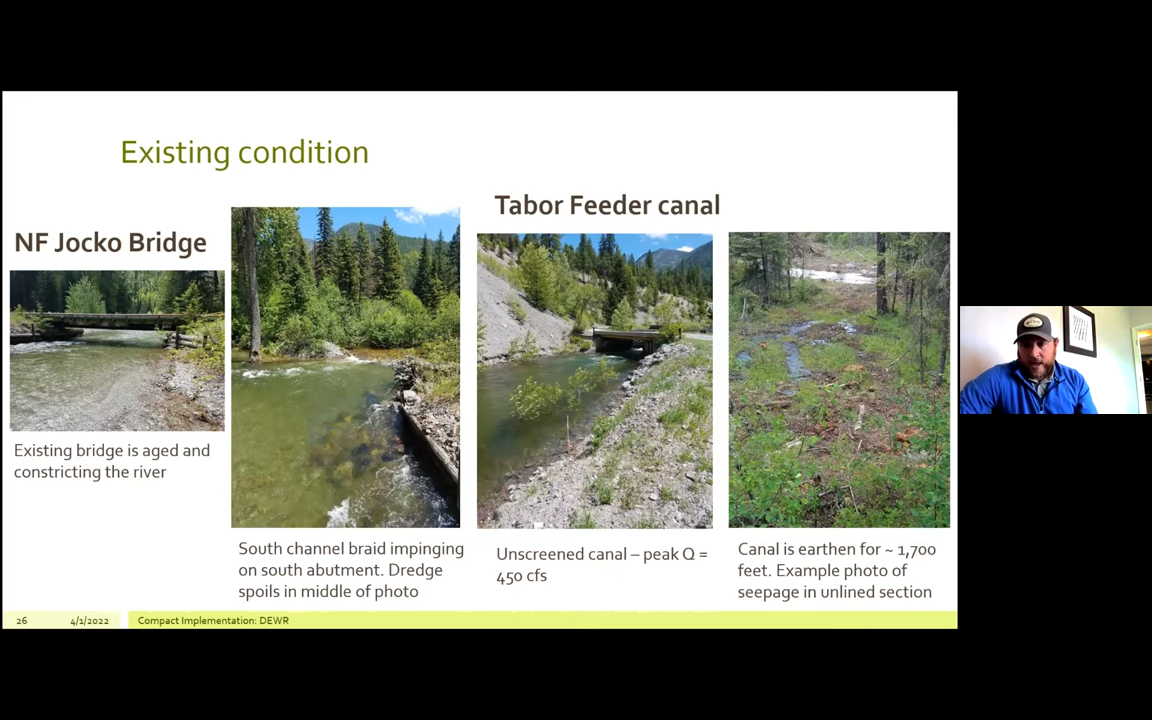 Existing condition
NF Jocko Bridge
Existing bridge is aged and
constricting the river
South channel braid impinging
on south abutment. Dredge
spoils in middle of photo
Tabor Feeder canal
Unscreened canal – peak Q =
450 cfs
Canal is earthen for ~ 1,700
feet. Example photo of
seepage in unlined section
26
4/1/2022
Compact Implementation: DEWR